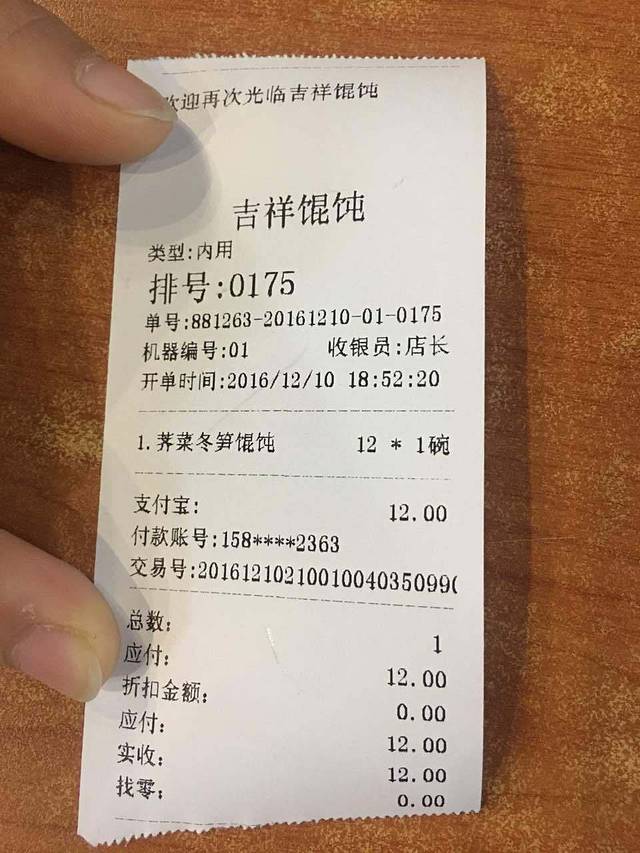 欢迎再次光临吉祥馄饨
吉祥馄饨
类型:内用
排号:0175
单号:881263-20161210-01-0175
机器编号:01 收银员:店长
开单时间:2016/12/10 18:52:20
1.荠菜冬笋馄饨 12 * 1碗
支付宝: 12.00
付款账号:158****2363
交易号:2016121021001004035099
总数: 1
应付: 12.00
折扣金额: 0.00
应付: 12.00
实收: 12.00
找零: 0.00